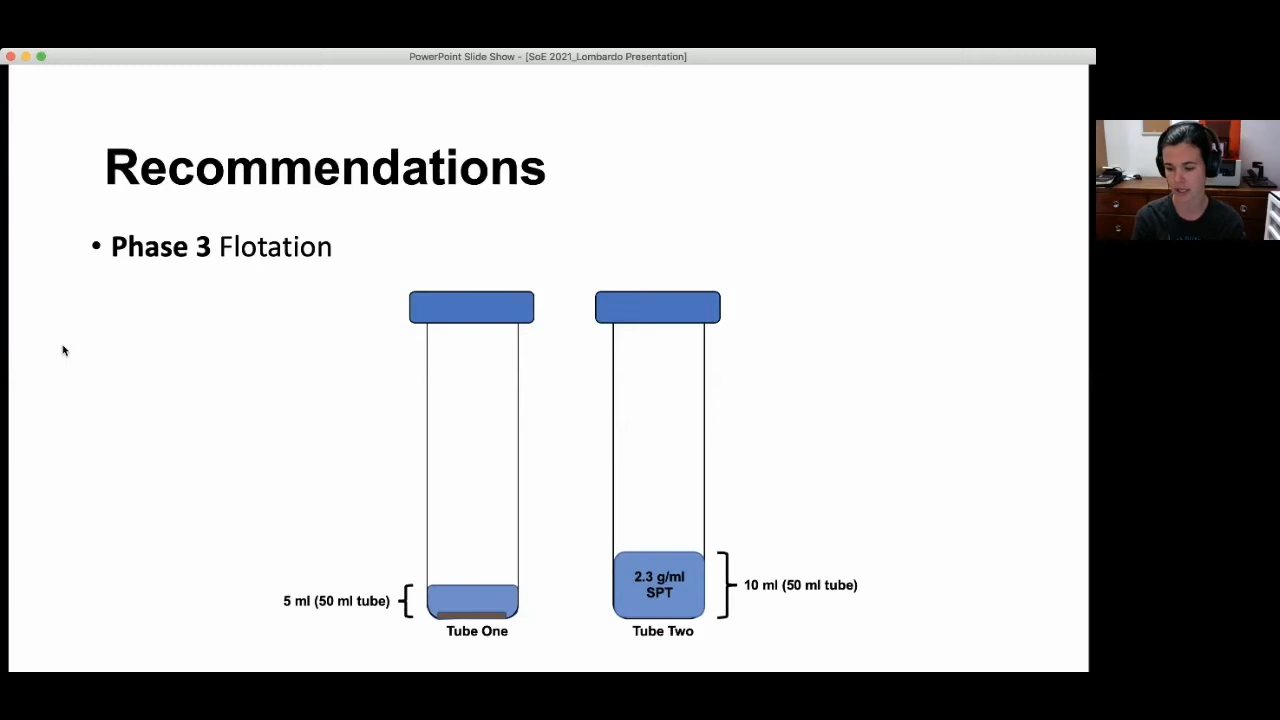 PowerPoint Slide Show - [SoE 2021_Lombardo Presentation]
Recommendations
• Phase 3 Flotation
2.3 g/ml
SPT
5 ml (50 ml tube)
10 ml (50 ml tube)
Tube One
Tube Two